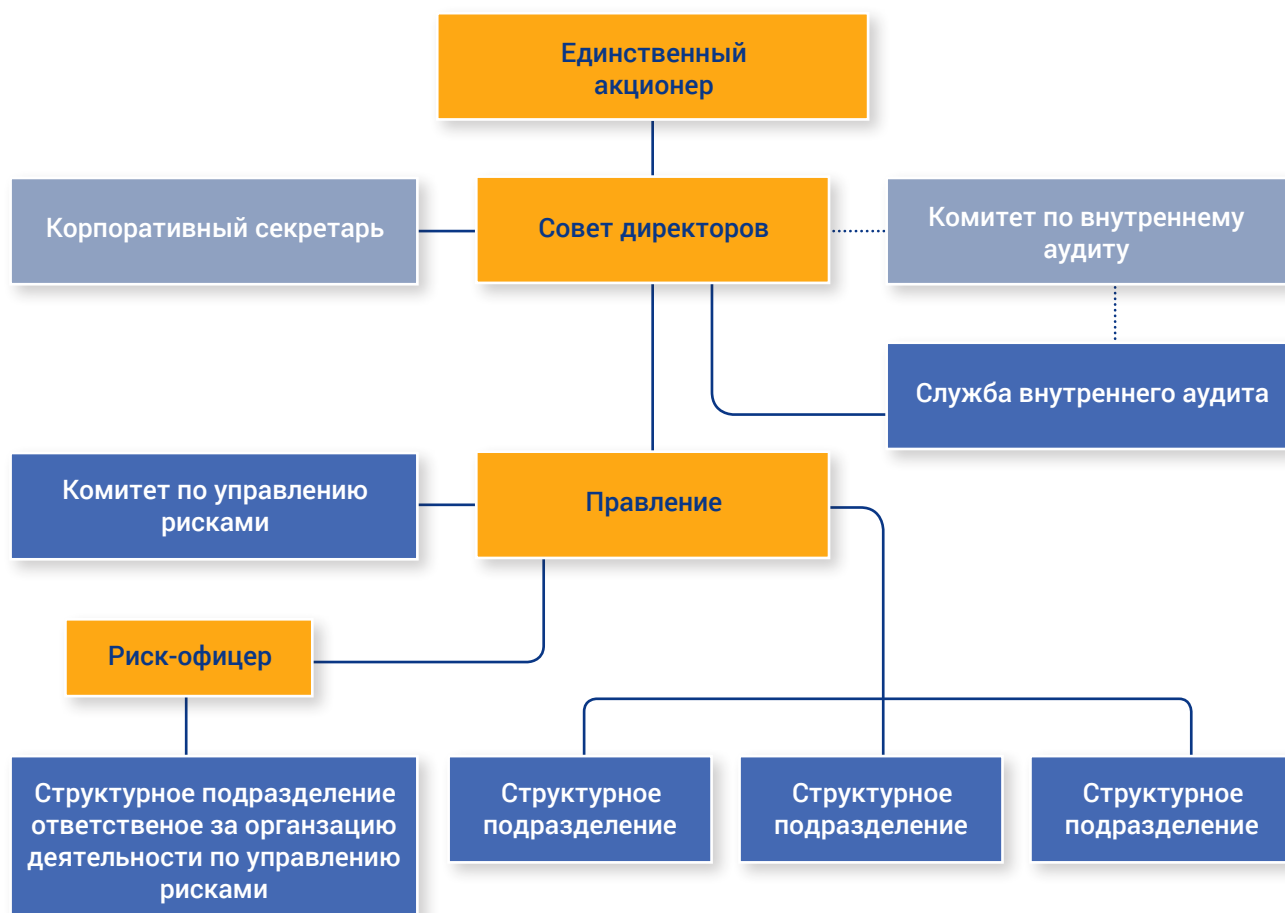 Единственный
акционер
Корпоративный секретарь
Совет директоров
Комитет по внутреннему
аудиту
Служба внутреннего аудита
Комитет по управлению
рисками
Правление
Риск-офицер
Структурное подразделение
ответственое за органзацию
деятельности по управлению
рисками
Структурное
подразделение
Структурное
подразделение
Структурное
подразделение